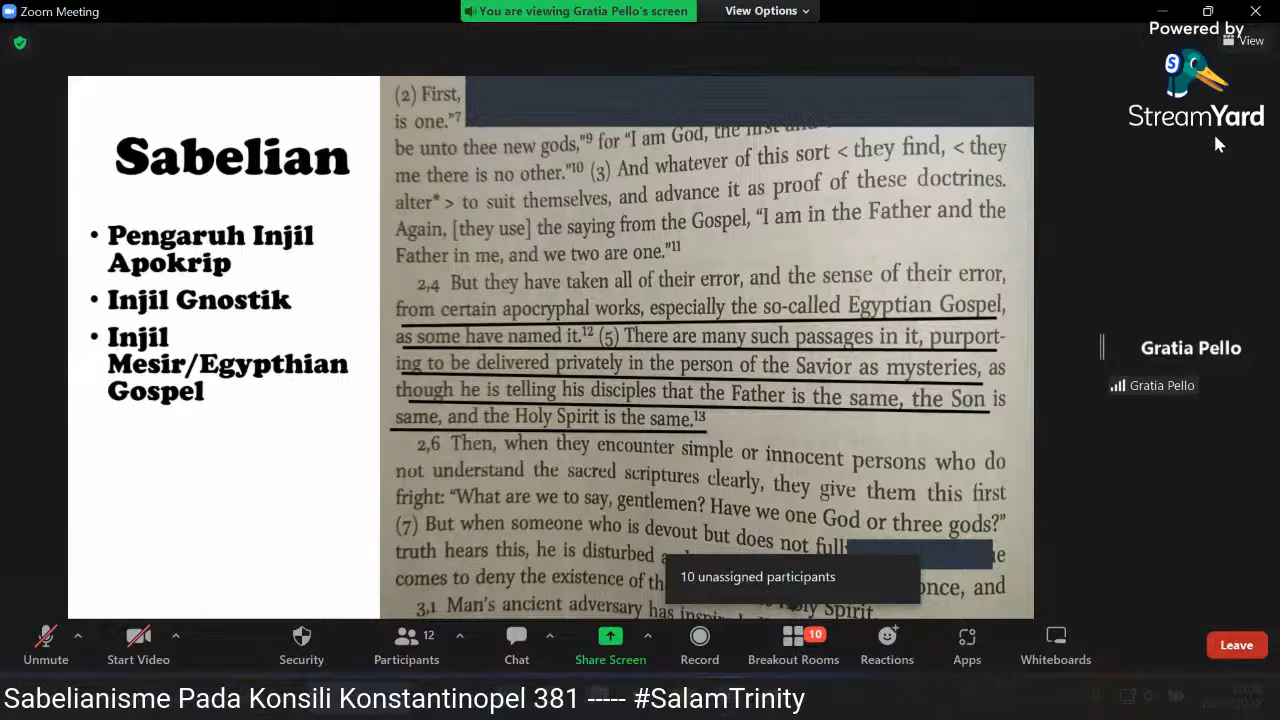 Zoom Meeting
You are viewing Gratia Pello's screen
View Options
Powered by
View
StreamYard
Sabelian
• Pengaruh Injil
Apokrip
• Injil Gnostik
• Injil
Mesir/Egypthian
Gospel
(2) First,
is one."7
be unto thee new gods,"9 for "I am God, the first and
me there is no other."10 (3) And whatever of this sort < they find, < they
alter* > to suit themselves, and advance it as proof of these doctrines.
Again, [they use] the saying from the Gospel, "I am in the Father and the
Father in me, and we two are one."11
2,4 But they have taken all of their error, and the sense of their error,
from certain apocryphal works, especially the so-called Egyptian Gospel,
as some have named it.12 (5) There are many such passages in it, purport-
ing to be delivered privately in the person of the Savior as mysteries, as
though he is telling his disciples that the Father is the same, the Son is
same, and the Holy Spirit is the same.13
2,6 Then, when they encounter simple or innocent persons who do
not understand the sacred scriptures clearly, they give them this first
fright: "What are we to say, gentlemen? Have we one God or three gods?"
(7) But when someone who is devout but does not fully
truth hears this, he is disturbed
comes to deny the existence of once, and
3,1 Man's ancient adversary has Holy Spirit.
10 unassigned participants
Gratia Pello
Gratia Pello
Unmute
Start Video
Security
12
Participants
Chat
Share Screen
Record
10
Breakout Rooms
Reactions
Apps
Whiteboards
Leave
Sabelianisme Pada Konsili Konstantinopel 381 ----- #SalamTrinity